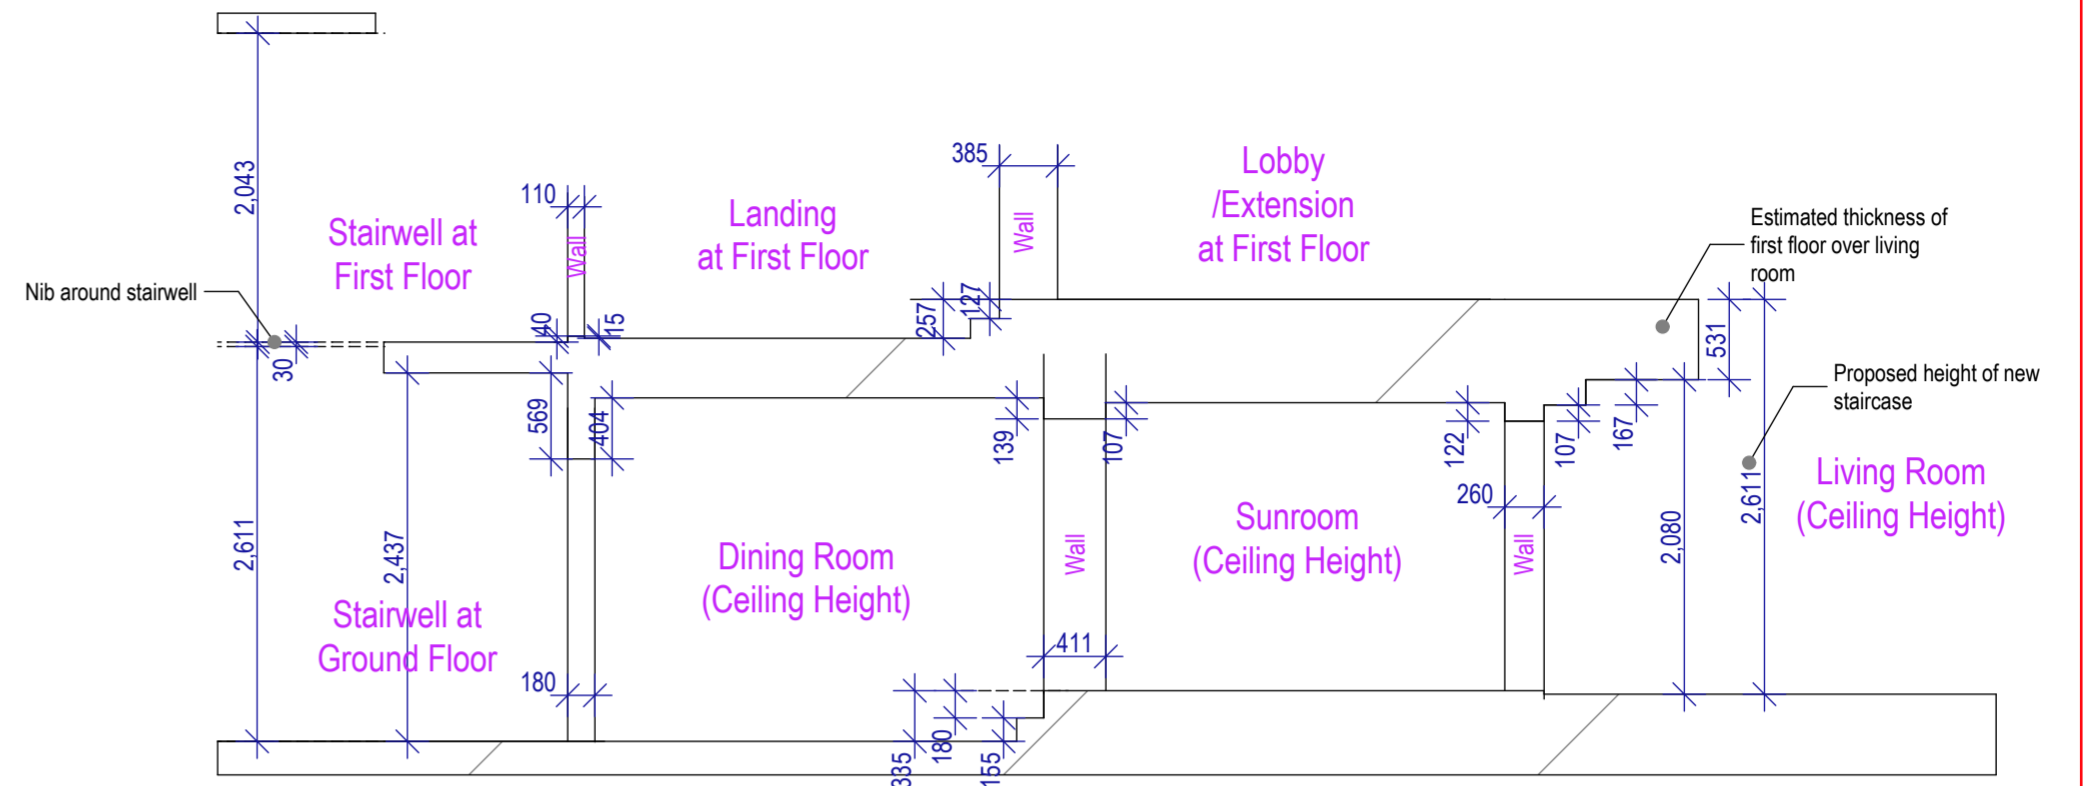 385
Lobby
/Extension
at First Floor
2,043
110
Landing
at First Floor
Wall
Estimated thickness of
first floor over living
room
Stairwell at
First Floor
Wall
Nib around stairwell
127
257
40
15
30
531
Proposed height of new
staircase
569
404
139
107
122
107
167
260
Living Room
(Ceiling Height)
2,611
2,437
Dining Room
(Ceiling Height)
Wall
Sunroom
(Ceiling Height)
Wall
2,080
2,611
Stairwell at
Ground Floor
411
180
335
180
155